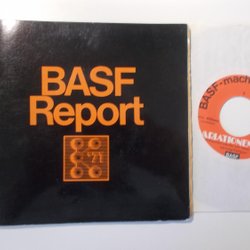 BASF
Report
'71
BASF-mach
VARIATIONEN
BASF